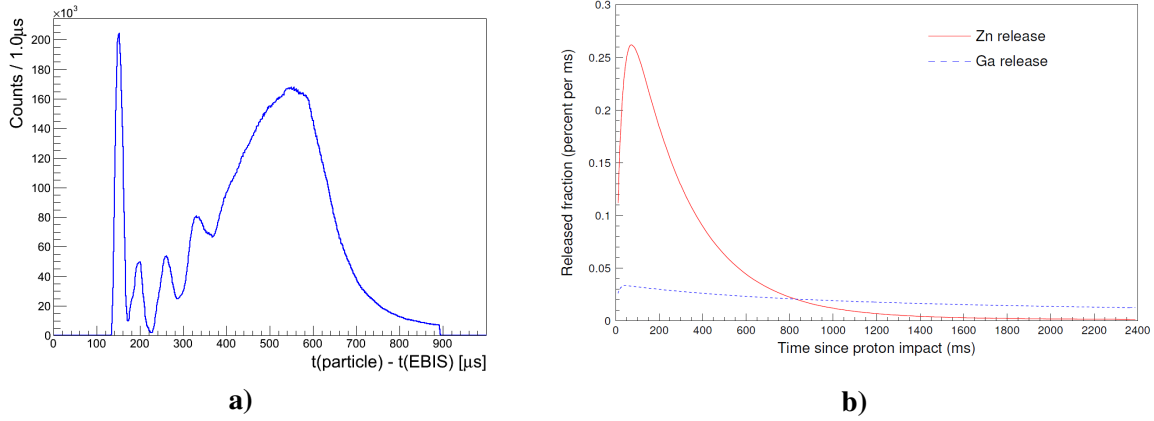 ×10³
Counts / 1.0μs
200
180
160
140
120
100
80
60
40
20
0
0 100 200 300 400 500 600 700 800 900
t(particle) - t(EBIS) [μs]
a)
Released fraction (percent per ms)
0.3
0.25
0.2
0.15
0.1
0.05
0
Zn release
Ga release
0 200 400 600 800 1000 1200 1400 1600 1800 2000 2200 2400
Time since proton impact (ms)
b)